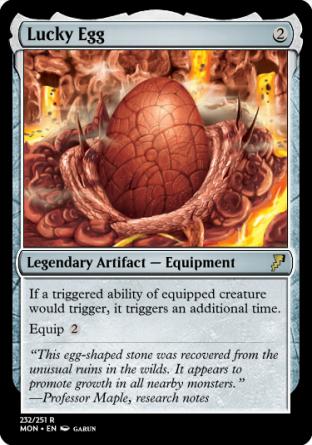 Lucky Egg 2
Legendary Artifact — Equipment
If a triggered ability of equipped creature
would trigger, it triggers an additional time.
Equip 2
"This egg-shaped stone was recovered from the
unusual ruins in the wilds. It appears to
promote growth in all nearby monsters."
—Professor Maple, research notes
232/251 R
MON • EN GARUN